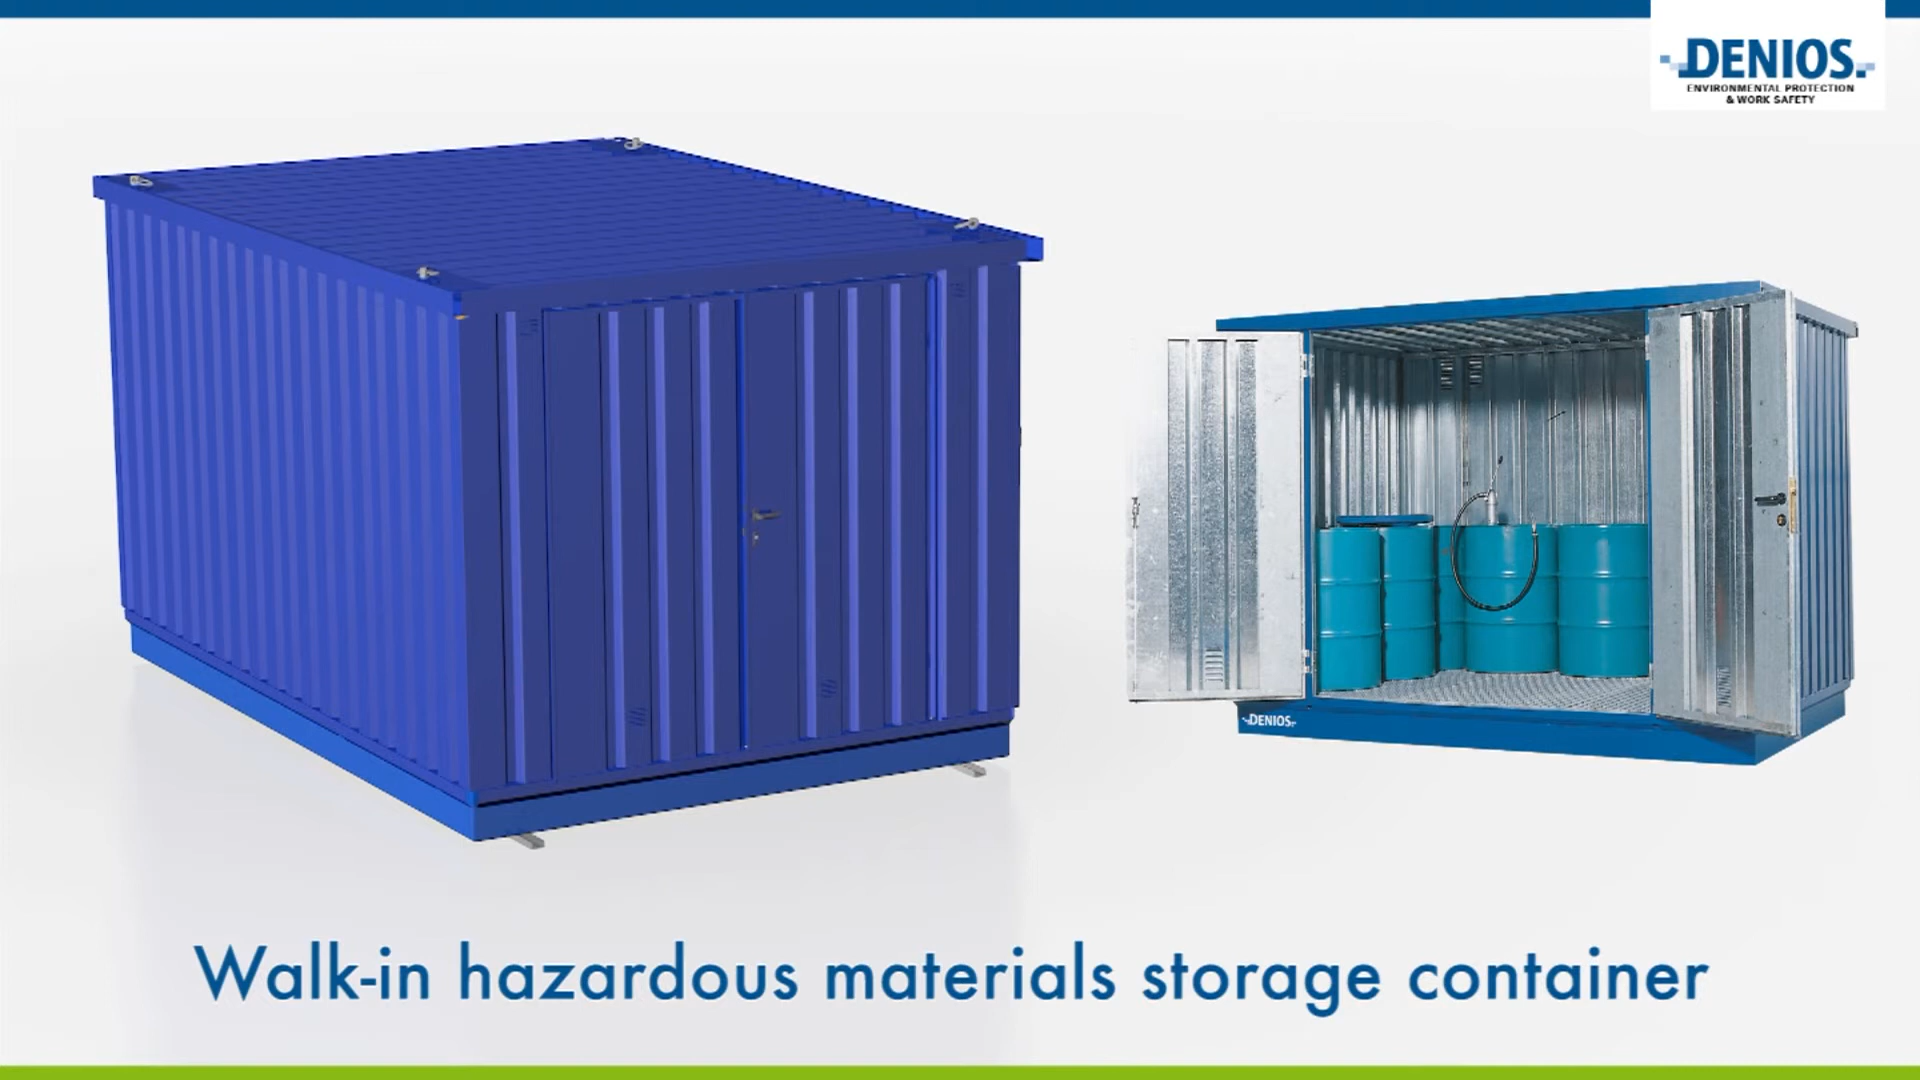 DENIOS.
ENVIRONMENTAL PROTECTION
& WORK SAFETY
DENIOS.
Walk-in hazardous materials storage container